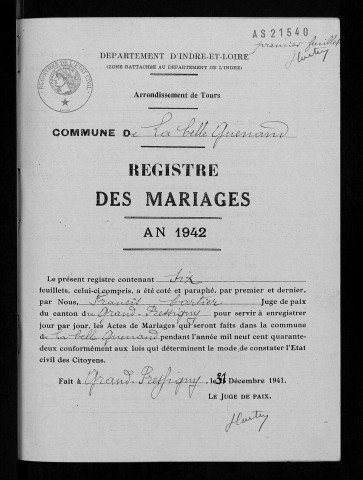 AS21540
premier feuillet
DEPARTEMENT D'INDRE-ET-LOIRE
(ZONE RATTACHÉE AU DEPARTEMENT DE L'INDRE)
Arrondissement de Tours
COMMUNE De La Celle Guenand
REGISTRE
DES MARIAGES
AN 1942
Le présent registre contenant six
feuillets, celui-ci compris, a été coté et paraphé, par premier et dernier,
par Nous, Francis Juge de paix
du canton du Grand-Pressigny pour servir à enregistrer
jour par jour, les Actes de Mariages qui seront faits dans la commune
de La Celle Guenand pendant l'année mil neuf cent quarante-
deux conformément aux lois qui déterminent le mode de constater l'Etat
civil des Citoyens.
Fait à Grand-Pressigny, le 31 Décembre 1941.
LE JUGE DE PAIX.